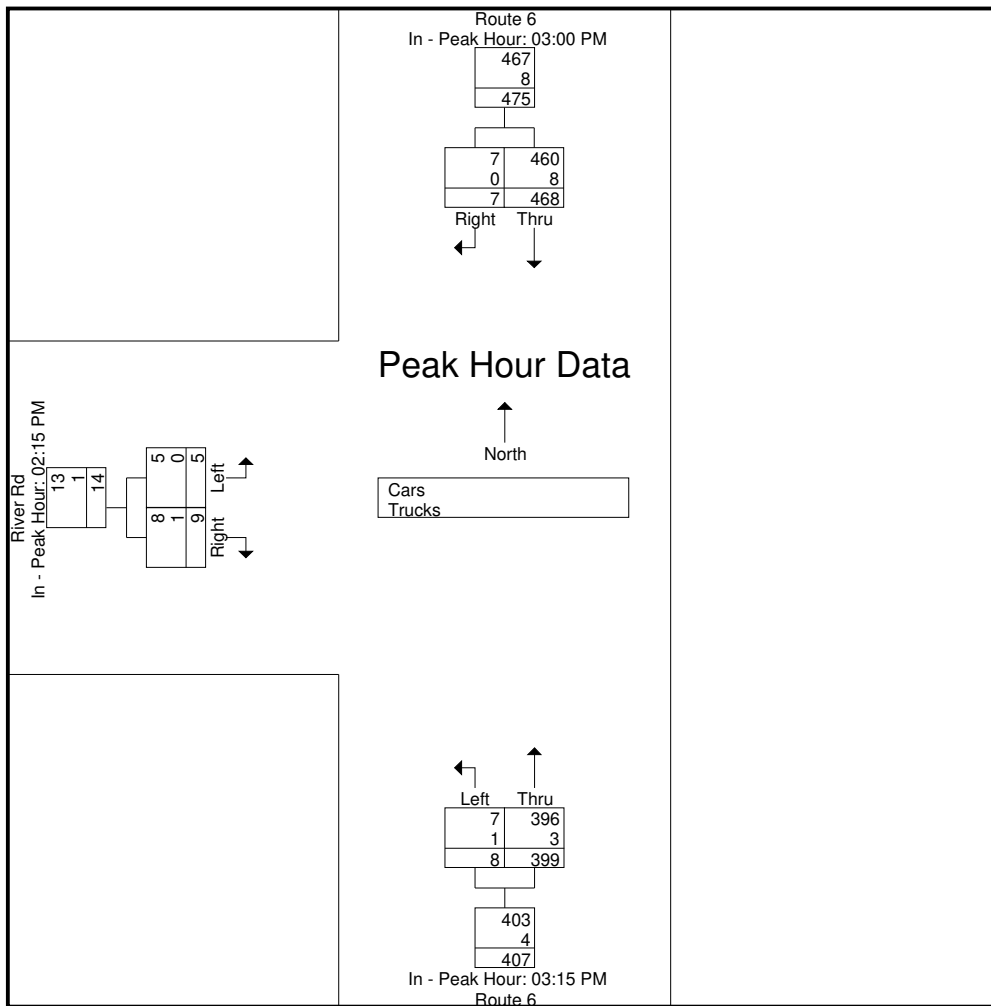 Route 6
In - Peak Hour: 03:00 PM
467
8
475
7 460
0 8
7 468
Right Thru
Peak Hour Data
North
Cars
Trucks
River Rd
In - Peak Hour: 02:15 PM
13
1
14
5 0 5
8 1 9
Left
Right
Left Thru
7 396
1 3
8 399
403
4
407
In - Peak Hour: 03:15 PM
Route 6